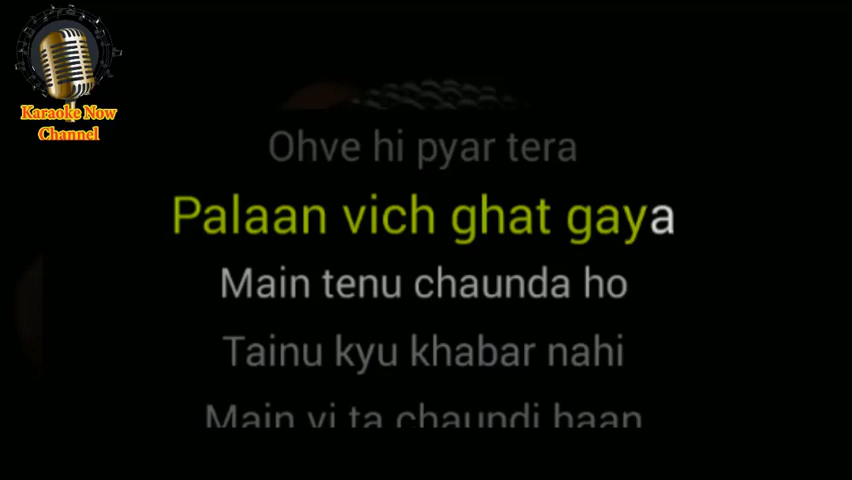 Karaoke Now
Channel
Ohve hi pyar tera
Palaan vich ghat gaya
Main tenu chaunda ho
Tainu kyu khabar nahi
Main vi ta chaundi haan